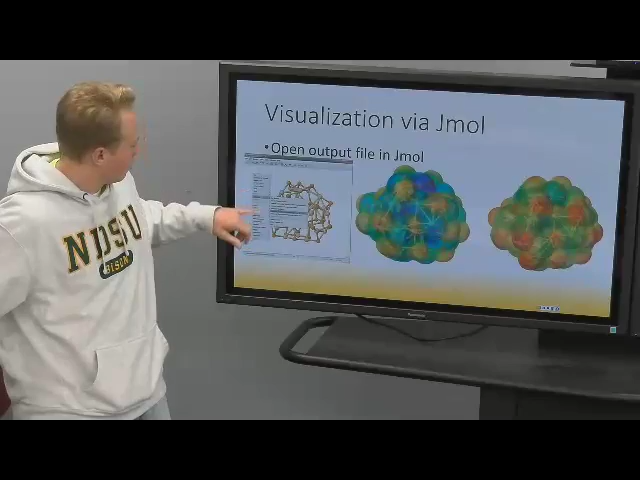 Visualization via Jmol
•Open output file in Jmol
NDSU
BISON